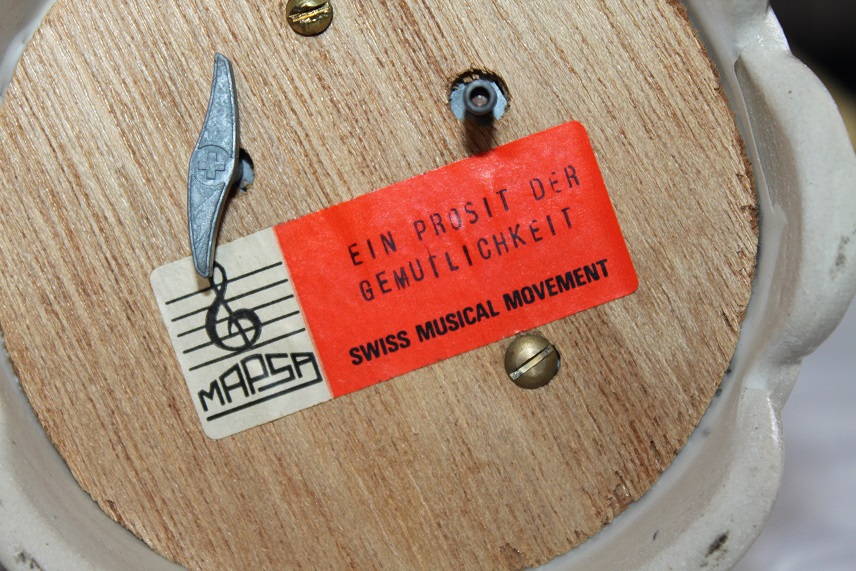 EIN PROSIT DER
GEMUTLICHKEIT
SWISS MUSICAL MOVEMENT
MAPSA